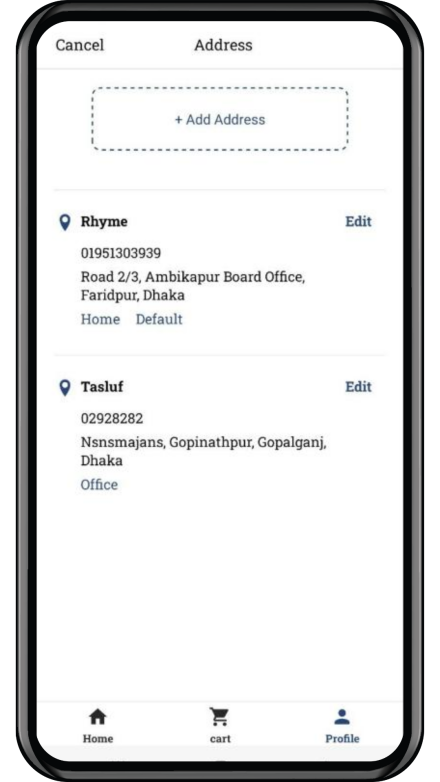 Cancel Address
+ Add Address
Rhyme Edit
01951303939
Road 2/3, Ambikapur Board Office,
Faridpur, Dhaka
Home Default
Tasluf Edit
02928282
Nsnsmajans, Gopinathpur, Gopalganj,
Dhaka
Office
Home cart Profile